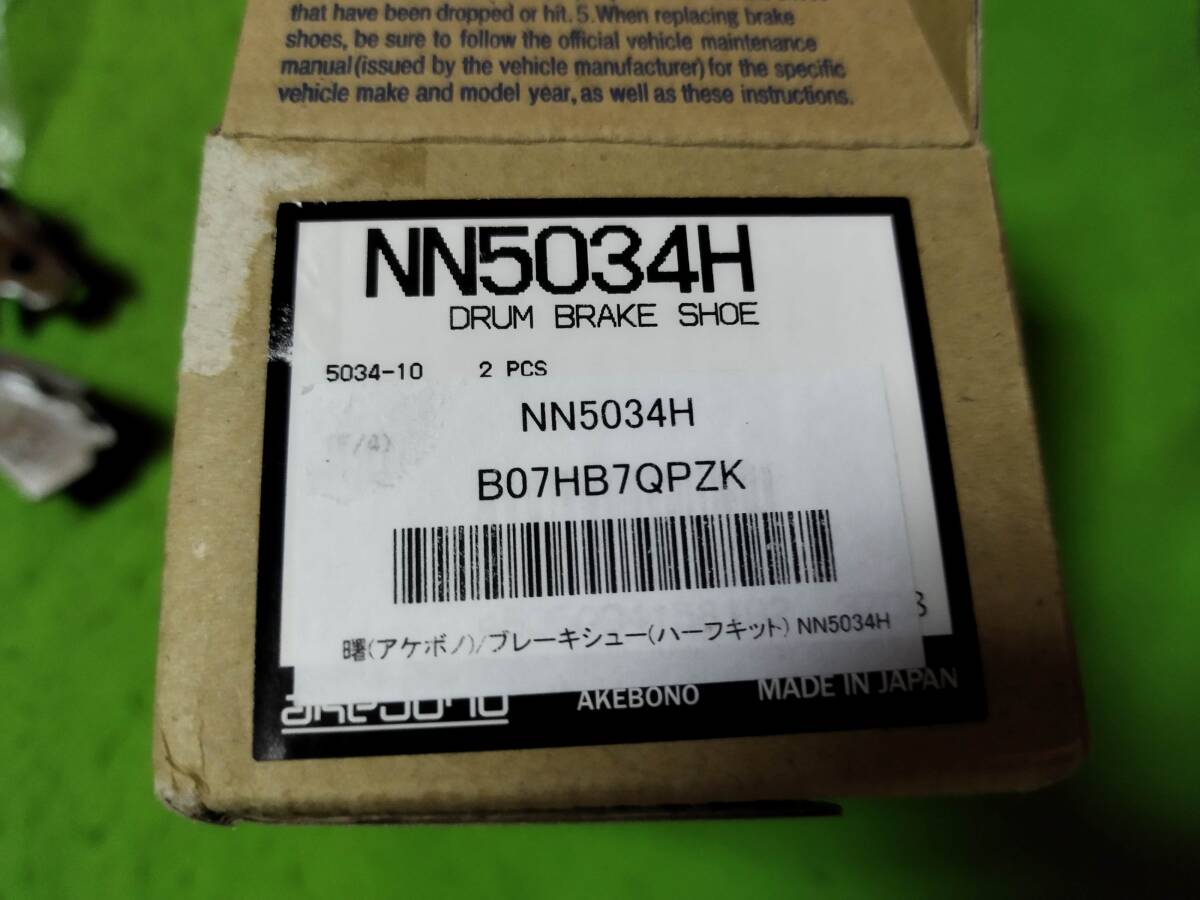 that have been dropped or hit. 5.When replacing brake
shoes, be sure to follow the official vehicle maintenance
manual(issued by the vehicle manufacturer) for the specific
vehicle make and model year, as well as these instructions.
NN5034H
DRUM BRAKE SHOE
5034-10 2 PCS
NN5034H
B07HB7QPZK
曙(アケボノ)/ブレーキシュー(ハーフキット) NN5034H
akebono AKEBONO MADE IN JAPAN